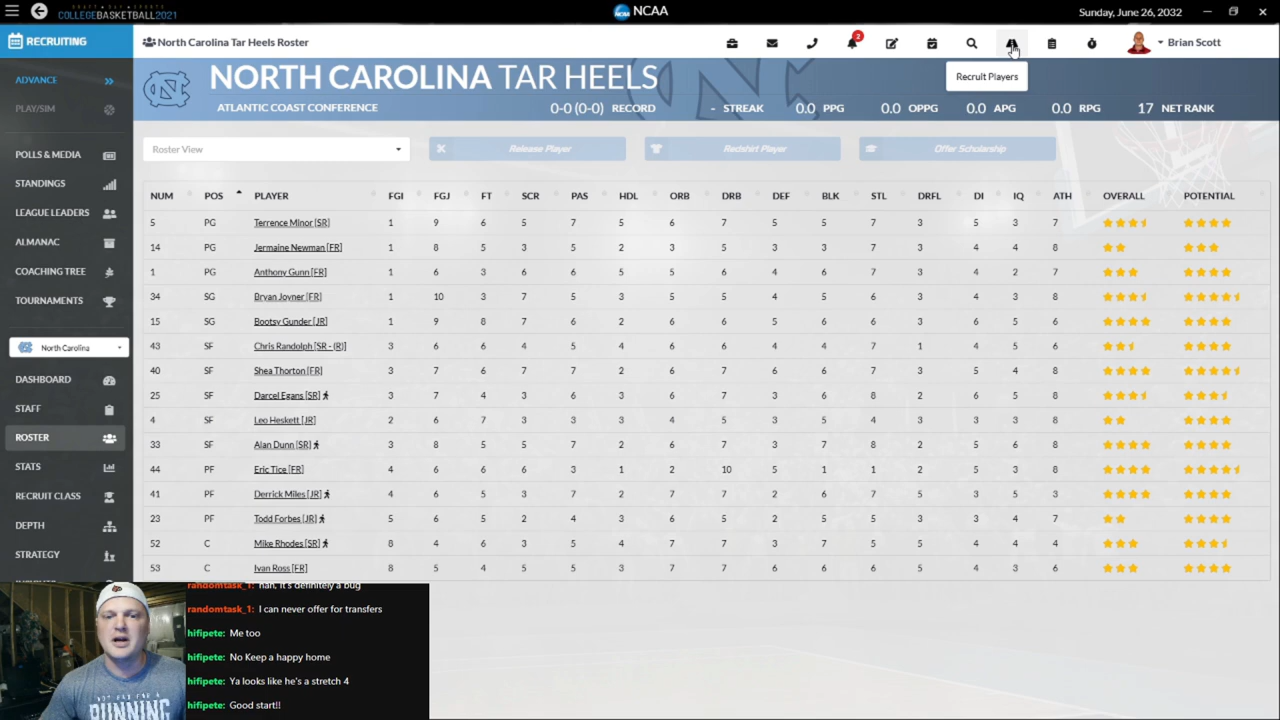 DRAFT DAY SPORTS
COLLEGEBASKETBALL2021
NCAA
Sunday, June 26, 2032
RECRUITING
North Carolina Tar Heels Roster
2
Brian Scott
Recruit Players
ADVANCE
PLAY/SIM
POLLS & MEDIA
STANDINGS
LEAGUE LEADERS
ALMANAC
COACHING TREE
TOURNAMENTS
North Carolina
DASHBOARD
STAFF
ROSTER
STATS
RECRUIT CLASS
DEPTH
STRATEGY
NORTH CAROLINA TAR HEELS
ATLANTIC COAST CONFERENCE
0-0 (0-0) RECORD - STREAK 0.0 PPG 0.0 OPPG 0.0 APG 0.0 RPG 17 NET RANK
Roster View Release Player Redshirt Player Offer Scholarship
NUM POS PLAYER FGI FGJ FT SCR PAS HDL ORB DRB DEF BLK STL DRFL DI IQ ATH OVERALL POTENTIAL
5 PG Terrence Minor [SR] 1 9 6 5 7 5 6 7 5 5 7 3 5 3 7
14 PG Jermaine Newman [FR] 1 8 5 3 5 2 3 5 3 3 7 3 4 4 8
1 PG Anthony Gunn [FR] 1 6 3 6 6 5 5 6 4 6 7 3 4 2 7
34 SG Bryan Joyner [FR] 1 10 3 7 5 3 5 5 4 5 6 3 4 3 8
15 SG Bootsy Gunder [JR] 1 9 8 7 6 2 6 6 5 6 6 3 6 5 6
43 SF Chris Randolph [SR - (R)] 3 6 6 4 5 4 6 6 4 4 7 1 4 5 6
40 SF Shea Thorton [FR] 3 7 6 7 7 2 6 7 6 6 7 3 5 4 8
25 SF Darcel Egans [SR] 3 7 4 3 6 3 6 7 3 6 8 2 6 5 8
4 SF Leo Heskett [JR] 2 6 7 3 3 3 4 5 3 3 4 3 3 3 8
33 SF Alan Dunn [SR] 3 8 5 5 7 2 6 7 3 7 8 2 5 6 8
44 PF Eric Tice [FR] 4 6 6 6 3 1 2 10 5 1 1 2 5 3 8
41 PF Derrick Miles [JR] 4 6 5 3 7 2 7 7 2 6 7 5 3 5 3
23 PF Todd Forbes [JR] 5 6 5 2 4 3 6 7 2 5 5 3 3 4 7
52 C Mike Rhodes [SR] 8 4 6 3 5 4 7 7 3 7 5 5 4 4 4
53 C Ivan Ross [FR] 8 5 4 5 5 3 7 7 6 6 6 5 4 3 6
randomtask_1: nah, it's definitely a bug
randomtask_1: I can never offer for transfers
hifipete: Me too
hifipete: No Keep a happy home
hifipete: Ya looks like he's a stretch 4
hifipete: Good start!!
RUNNING